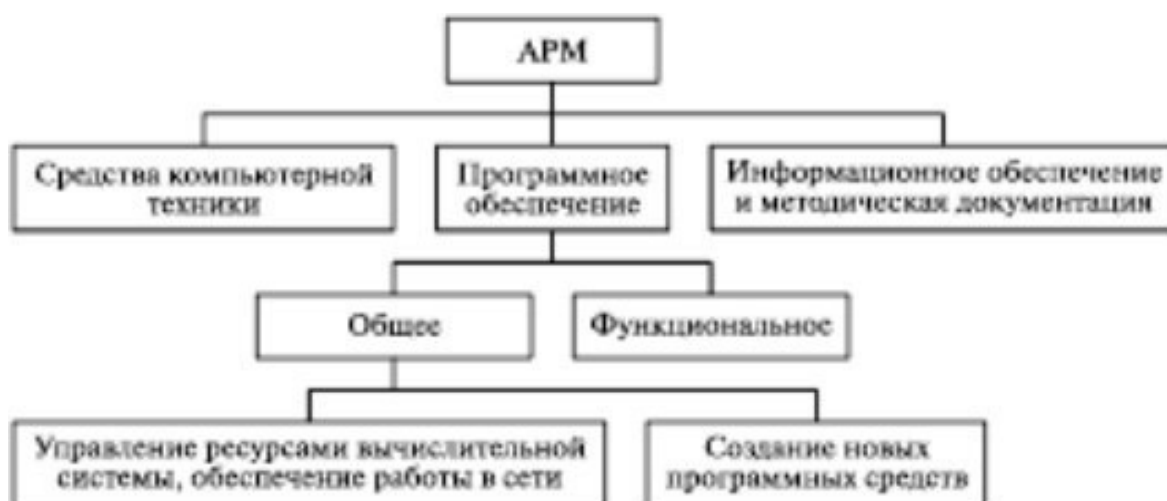 АРМ
Средства компьютерной
техники
Программное
обеспечение
Информационное обеспечение
и методическая документация
Общее
Функциональное
Управление ресурсами вычислительной
системы, обеспечение работы в сети
Создание новых
программных средств